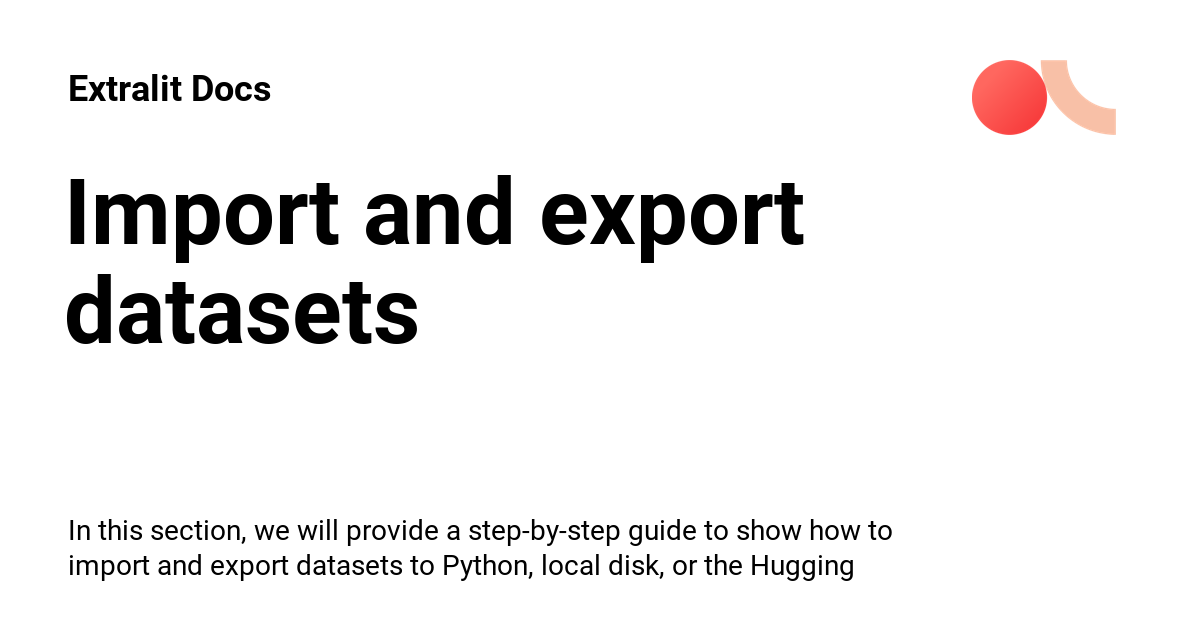 Extralit Docs
Import and export
datasets
In this section, we will provide a step-by-step guide to show how to
import and export datasets to Python, local disk, or the Hugging